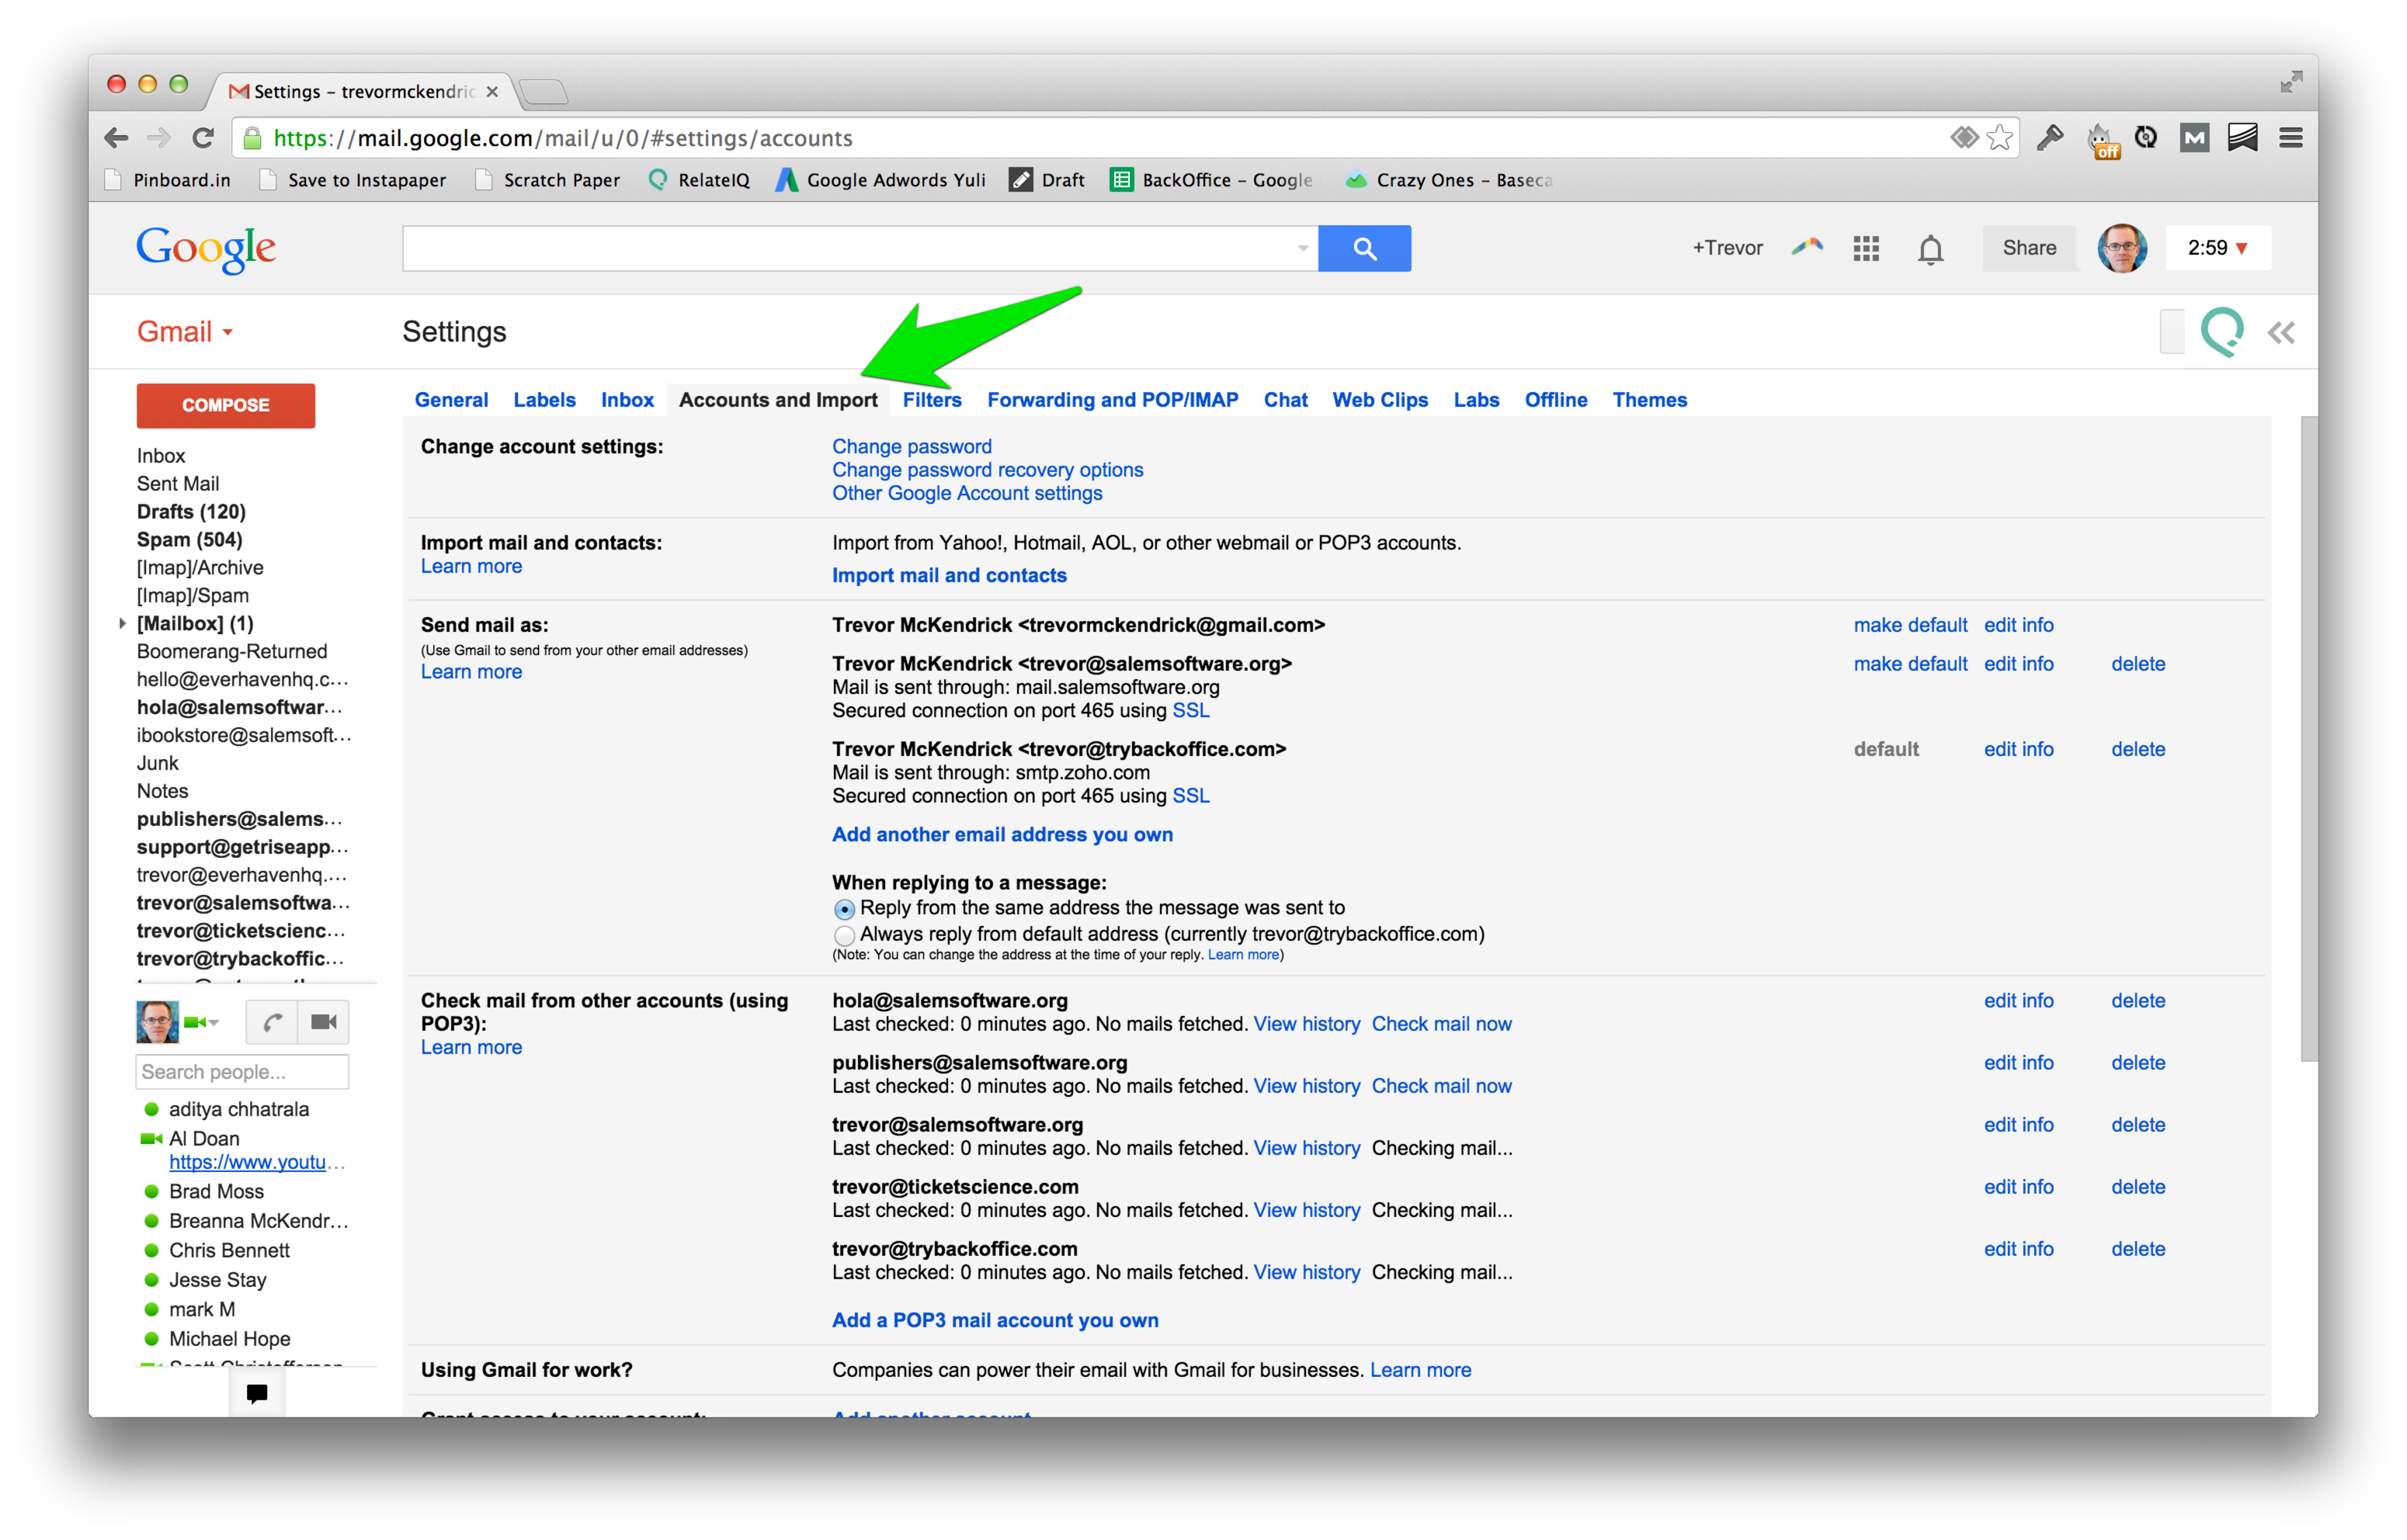 Settings – trevormckendric
https://mail.google.com/mail/u/0/#settings/accounts
off
M
Pinboard.in Save to Instapaper Scratch Paper RelateIQ Google Adwords Yuli Draft BackOffice – Google Crazy Ones – Baseca
Google
+Trevor Share 2:59
Gmail Settings
General Labels Inbox Accounts and Import Filters Forwarding and POP/IMAP Chat Web Clips Labs Offline Themes
COMPOSE
Inbox
Sent Mail
Drafts (120)
Spam (504)
[Imap]/Archive
[Imap]/Spam
[Mailbox] (1)
Boomerang-Returned
hello@everhavenhq.c...
hola@salemsoftwar...
ibookstore@salemsoft...
Junk
Notes
publishers@salems...
support@getriseapp...
trevor@everhavenhq....
trevor@salemsoftwa...
trevor@ticketscienc...
trevor@trybackoffic...
Search people...
aditya chhatrala
Al Doan
https://www.youtu...
Brad Moss
Breanna McKendr...
Chris Bennett
Jesse Stay
mark M
Michael Hope
Scott Christofferson
Change account settings:
Change password
Change password recovery options
Other Google Account settings
Import mail and contacts:
Learn more
Import from Yahoo!, Hotmail, AOL, or other webmail or POP3 accounts.
Import mail and contacts
Send mail as:
(Use Gmail to send from your other email addresses)
Learn more
Trevor McKendrick <trevormckendrick@gmail.com> make default edit info
Trevor McKendrick <trevor@salemsoftware.org> make default edit info delete
Mail is sent through: mail.salemsoftware.org
Secured connection on port 465 using SSL
Trevor McKendrick <trevor@trybackoffice.com> default edit info delete
Mail is sent through: smtp.zoho.com
Secured connection on port 465 using SSL
Add another email address you own
When replying to a message:
Reply from the same address the message was sent to
Always reply from default address (currently trevor@trybackoffice.com)
(Note: You can change the address at the time of your reply. Learn more)
Check mail from other accounts (using
POP3):
Learn more
hola@salemsoftware.org edit info delete
Last checked: 0 minutes ago. No mails fetched. View history Check mail now
publishers@salemsoftware.org edit info delete
Last checked: 0 minutes ago. No mails fetched. View history Check mail now
trevor@salemsoftware.org edit info delete
Last checked: 0 minutes ago. No mails fetched. View history Checking mail...
trevor@ticketscience.com edit info delete
Last checked: 0 minutes ago. No mails fetched. View history Checking mail...
trevor@trybackoffice.com edit info delete
Last checked: 0 minutes ago. No mails fetched. View history Checking mail...
Add a POP3 mail account you own
Using Gmail for work? Companies can power their email with Gmail for businesses. Learn more
Grant access to your account: Add another account